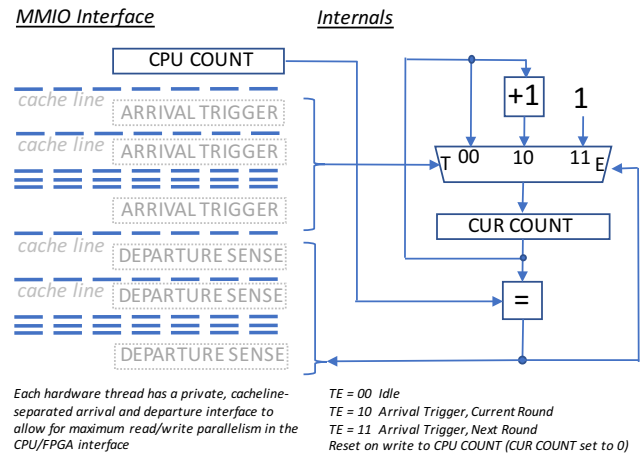 MMIO Interface
Internals
CPU COUNT
cache line
ARRIVAL TRIGGER
cache line
ARRIVAL TRIGGER
ARRIVAL TRIGGER
cache line
DEPARTURE SENSE
cache line
DEPARTURE SENSE
DEPARTURE SENSE
+1
1
T 00 10 11 E
CUR COUNT
=
Each hardware thread has a private, cacheline-
separated arrival and departure interface to
allow for maximum read/write parallelism in the
CPU/FPGA interface
TE = 00 Idle
TE = 10 Arrival Trigger, Current Round
TE = 11 Arrival Trigger, Next Round
Reset on write to CPU COUNT (CUR COUNT set to 0)